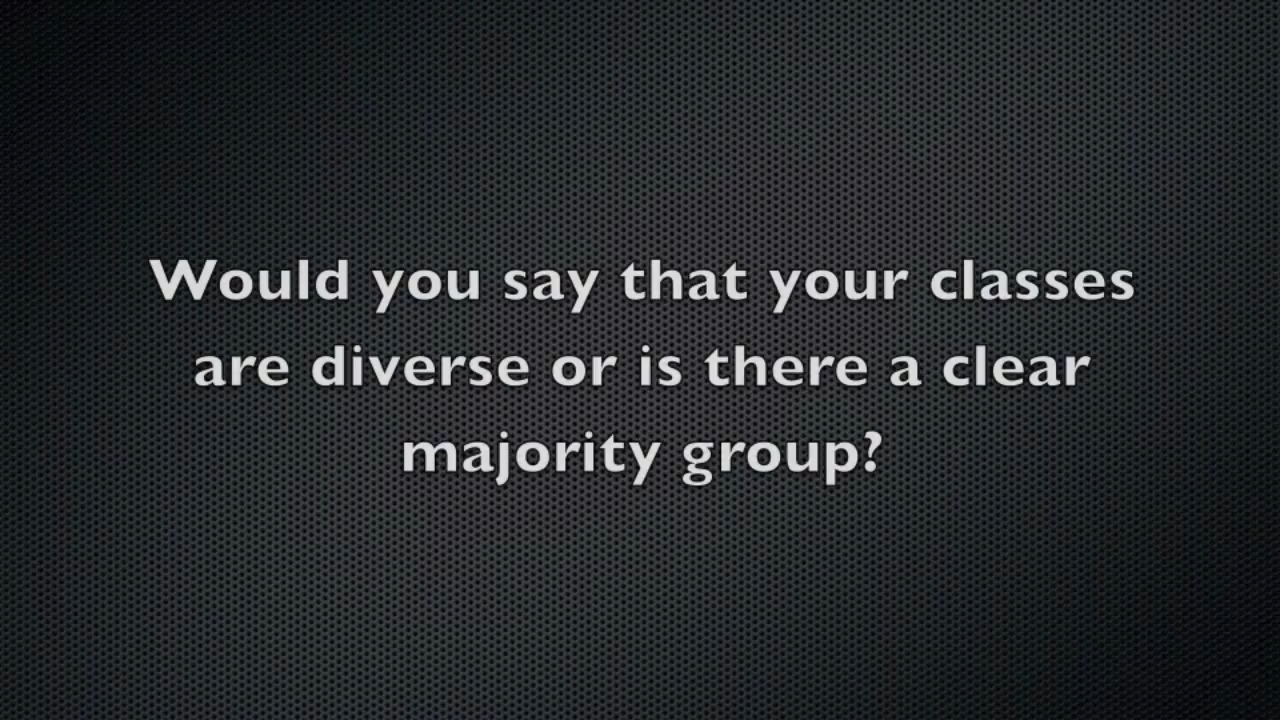 Would you say that your classes
are diverse or is there a clear
majority group?